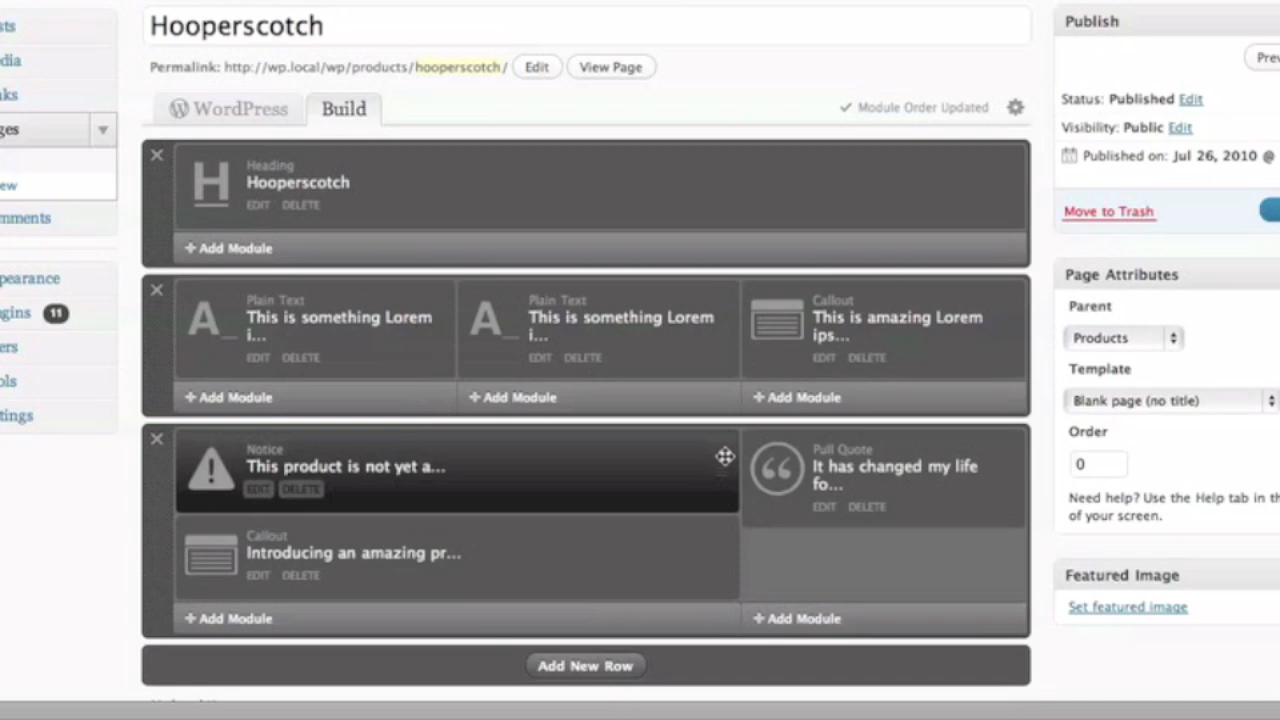 Hooperscotch
Permalink: http://wp.local/wp/products/hooperscotch/ Edit View Page
WordPress Build
Module Order Updated
Heading
Hooperscotch
EDIT DELETE
+ Add Module
Plain Text
This is something Lorem
i...
EDIT DELETE
+ Add Module
Plain Text
This is something Lorem
i...
EDIT DELETE
+ Add Module
Callout
This is amazing Lorem
ips...
EDIT DELETE
+ Add Module
Notice
This product is not yet a...
EDIT DELETE
Callout
Introducing an amazing pr...
EDIT DELETE
+ Add Module
Pull Quote
It has changed my life
fo...
EDIT DELETE
+ Add Module
Add New Row
sts
dia
ks
ges
ew
mments
pearance
gins 11
ers
ols
tings
Publish
Prev
Status: Published Edit
Visibility: Public Edit
Published on: Jul 26, 2010 @
Move to Trash
Page Attributes
Parent
Products
Template
Blank page (no title)
Order
0
Need help? Use the Help tab in th
of your screen.
Featured Image
Set featured image